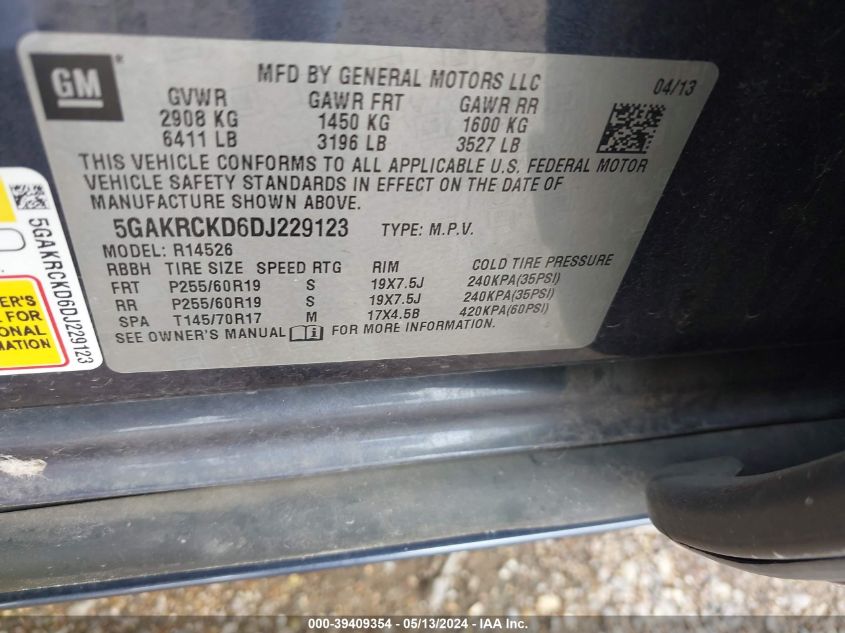 GM
MFD BY GENERAL MOTORS LLC
04/13
GVWR GAWR FRT GAWR RR
2908 KG 1450 KG 1600 KG
6411 LB 3196 LB 3527 LB
THIS VEHICLE CONFORMS TO ALL APPLICABLE U.S. FEDERAL MOTOR
VEHICLE SAFETY STANDARDS IN EFFECT ON THE DATE OF
MANUFACTURE SHOWN ABOVE.
5GAKRCKD6DJ229123 TYPE: M.P.V.
MODEL: R14526
RBBH TIRE SIZE SPEED RTG RIM COLD TIRE PRESSURE
FRT P255/60R19 S 19X7.5J 240KPA(35PSI)
RR P255/60R19 S 19X7.5J 240KPA(35PSI)
SPA T145/70R17 M 17X4.5B 420KPA(60PSI)
SEE OWNER'S MANUAL FOR MORE INFORMATION.
5GAKRCKD6DJ229123
ER'S
FOR
ONAL
TION
000-39409354 - 05/13/2024 - IAA Inc.